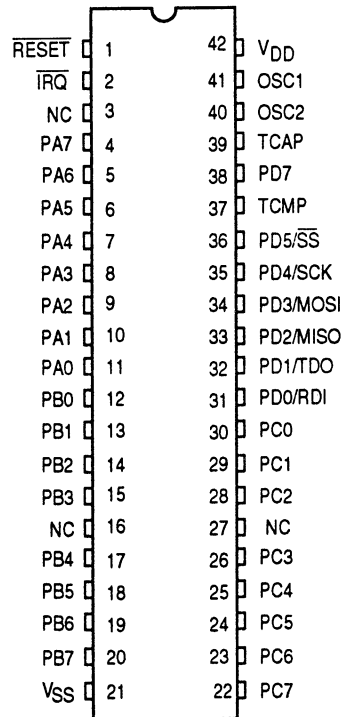 RESET 1 42 VDD
IRQ 2 41 OSC1
NC 3 40 OSC2
PA7 4 39 TCAP
PA6 5 38 PD7
PA5 6 37 TCMP
PA4 7 36 PD5/SS
PA3 8 35 PD4/SCK
PA2 9 34 PD3/MOSI
PA1 10 33 PD2/MISO
PA0 11 32 PD1/TDO
PB0 12 31 PD0/RDI
PB1 13 30 PC0
PB2 14 29 PC1
PB3 15 28 PC2
NC 16 27 NC
PB4 17 26 PC3
PB5 18 25 PC4
PB6 19 24 PC5
PB7 20 23 PC6
VSS 21 22 PC7